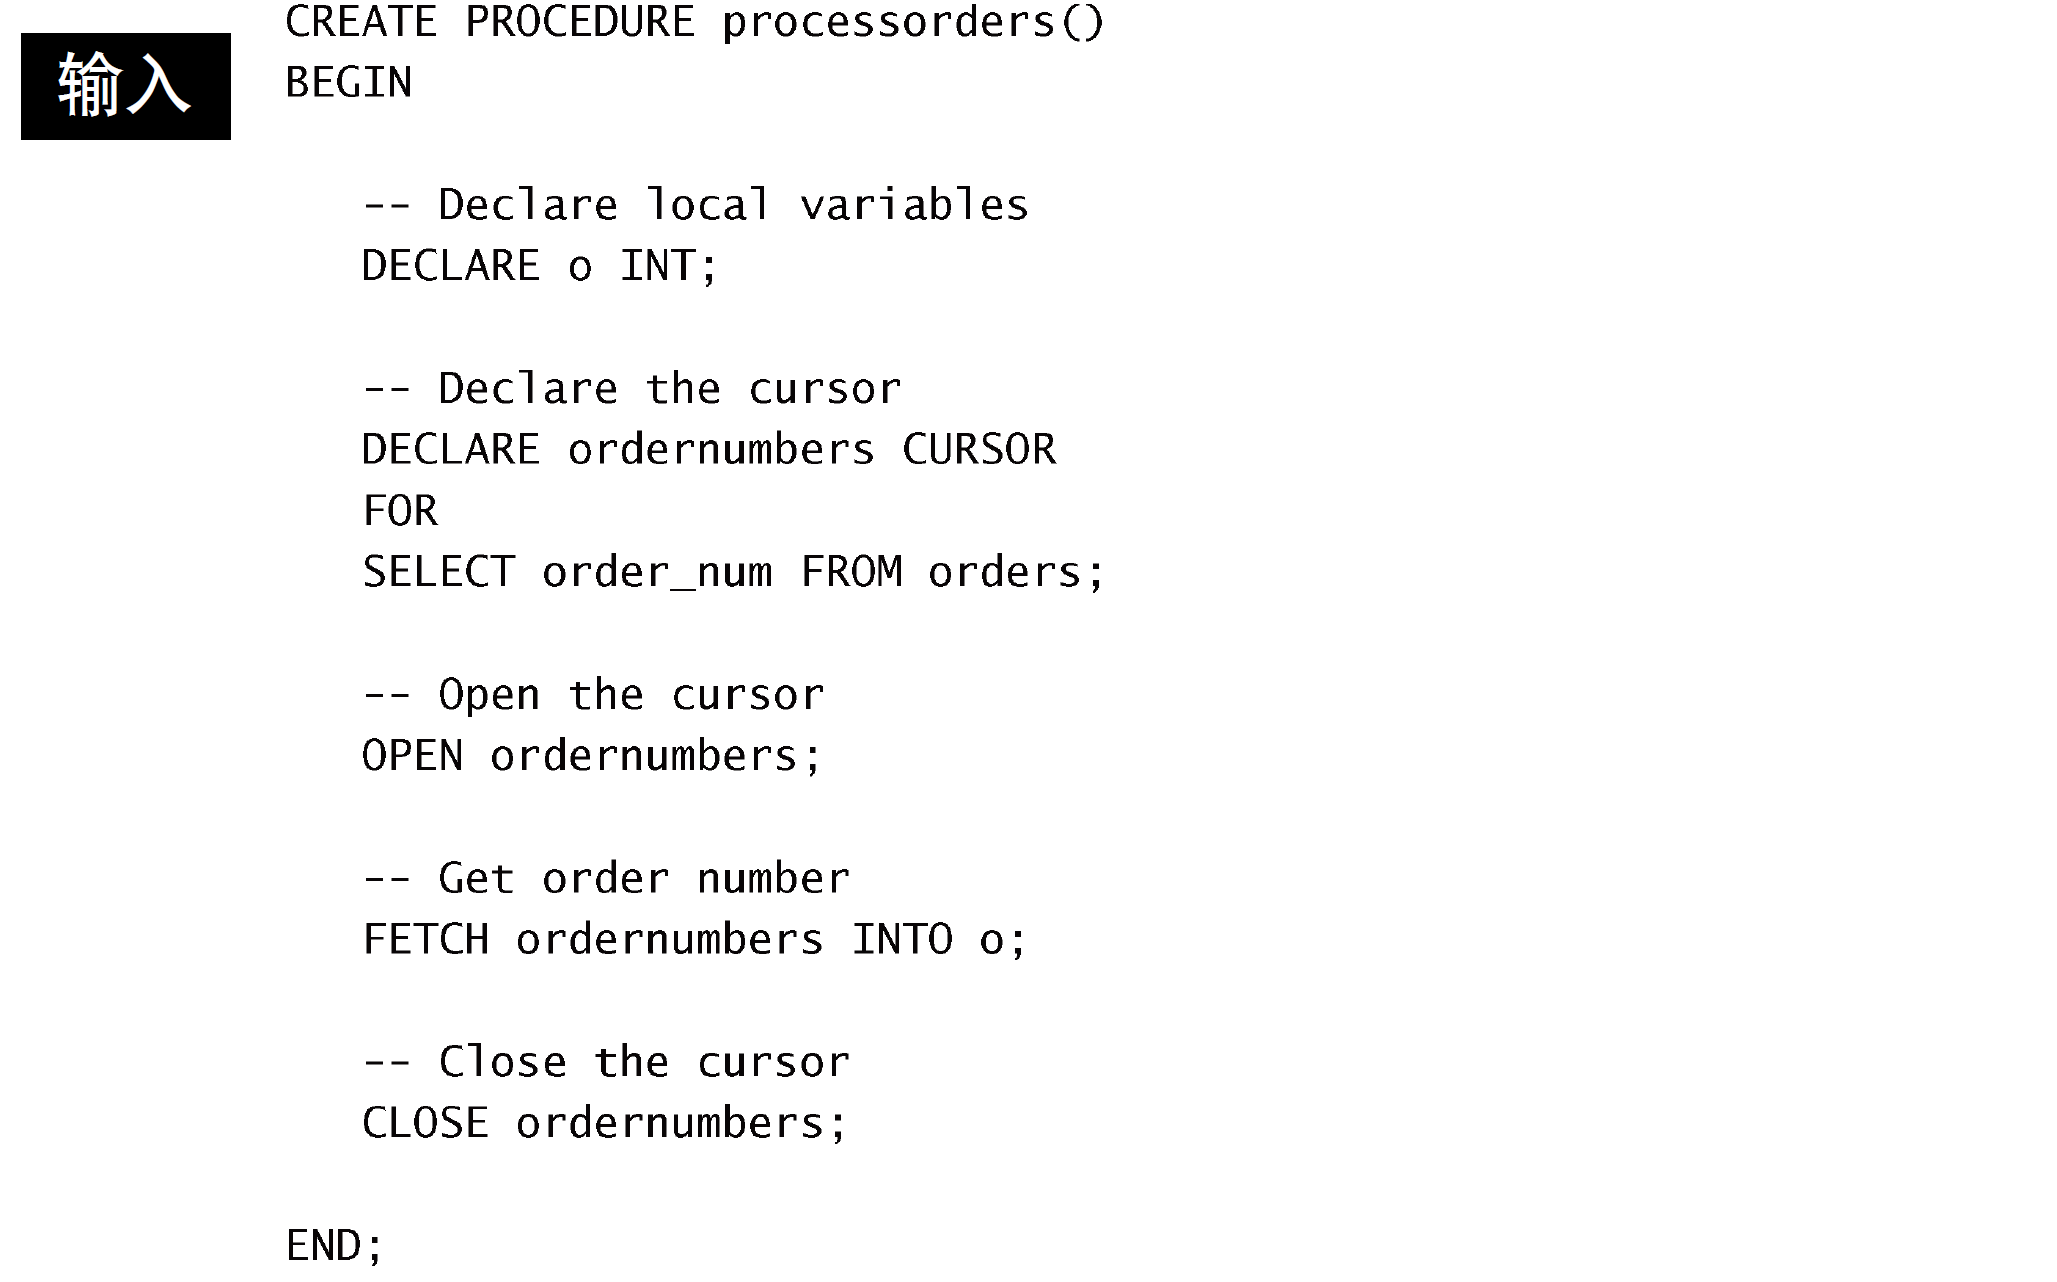 输入
CREATE PROCEDURE processorders()
BEGIN
-- Declare local variables
DECLARE o INT;
-- Declare the cursor
DECLARE ordernumbers CURSOR
FOR
SELECT order_num FROM orders;
-- Open the cursor
OPEN ordernumbers;
-- Get order number
FETCH ordernumbers INTO o;
-- Close the cursor
CLOSE ordernumbers;
END;